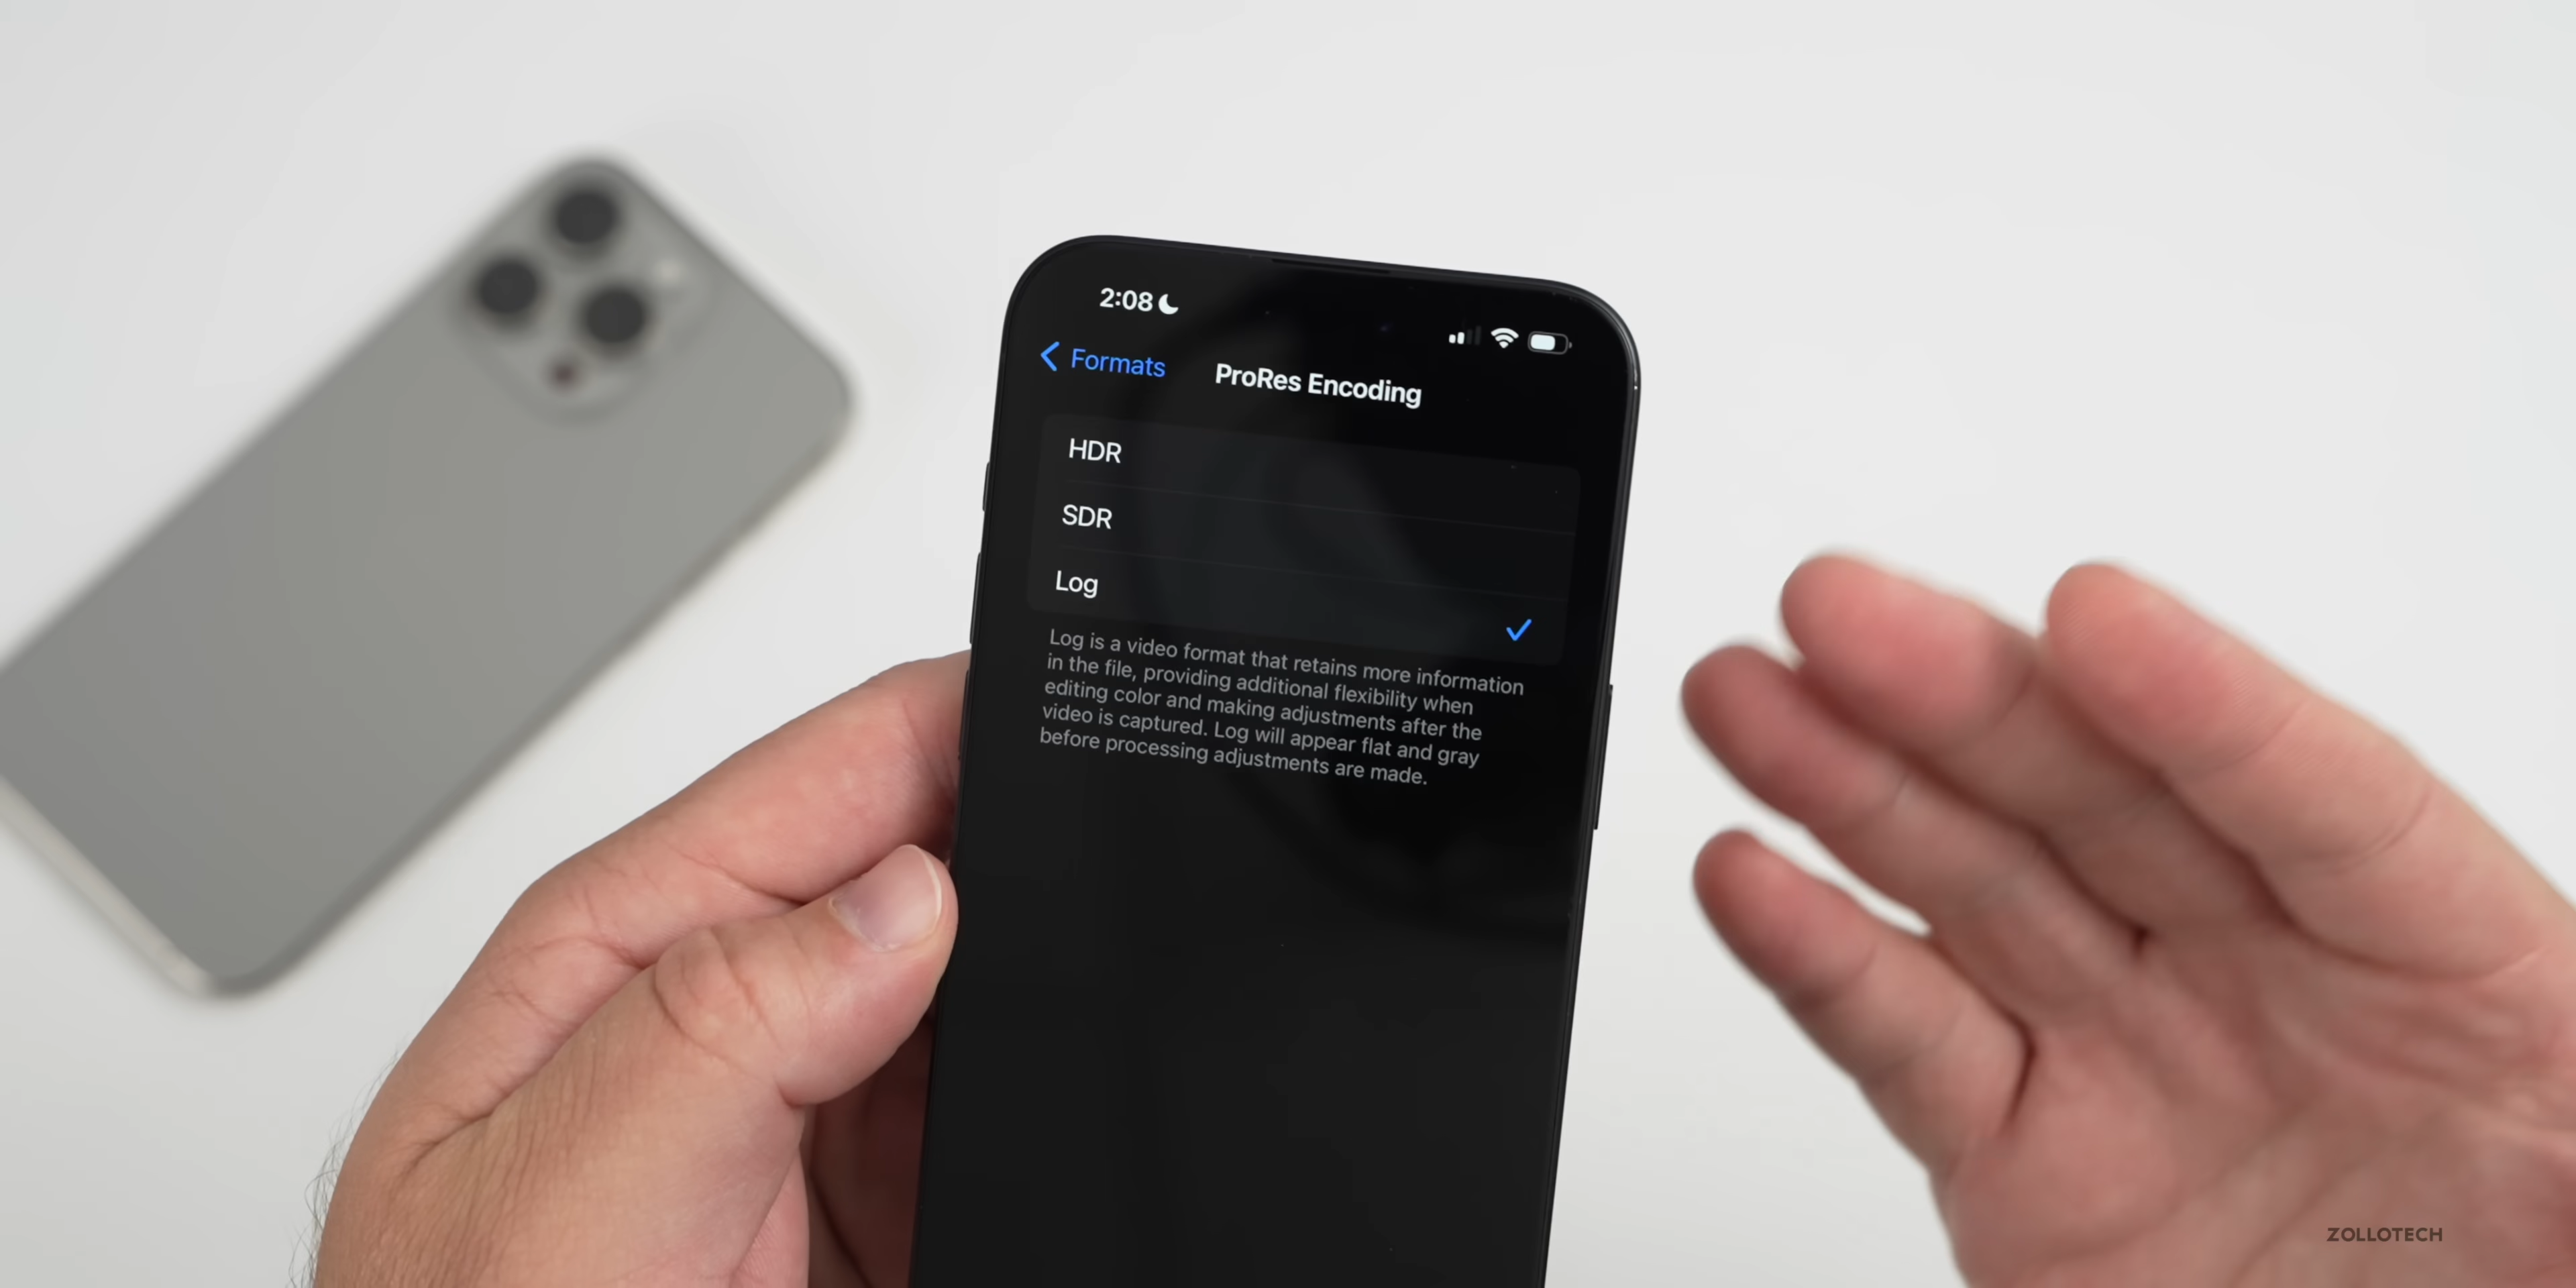 2:08
Formats
ProRes Encoding
HDR
SDR
Log
Log is a video format that retains more information
in the file, providing additional flexibility when
editing color and making adjustments after the
video is captured. Log will appear flat and gray
before processing adjustments are made.
ZOLLOTECH